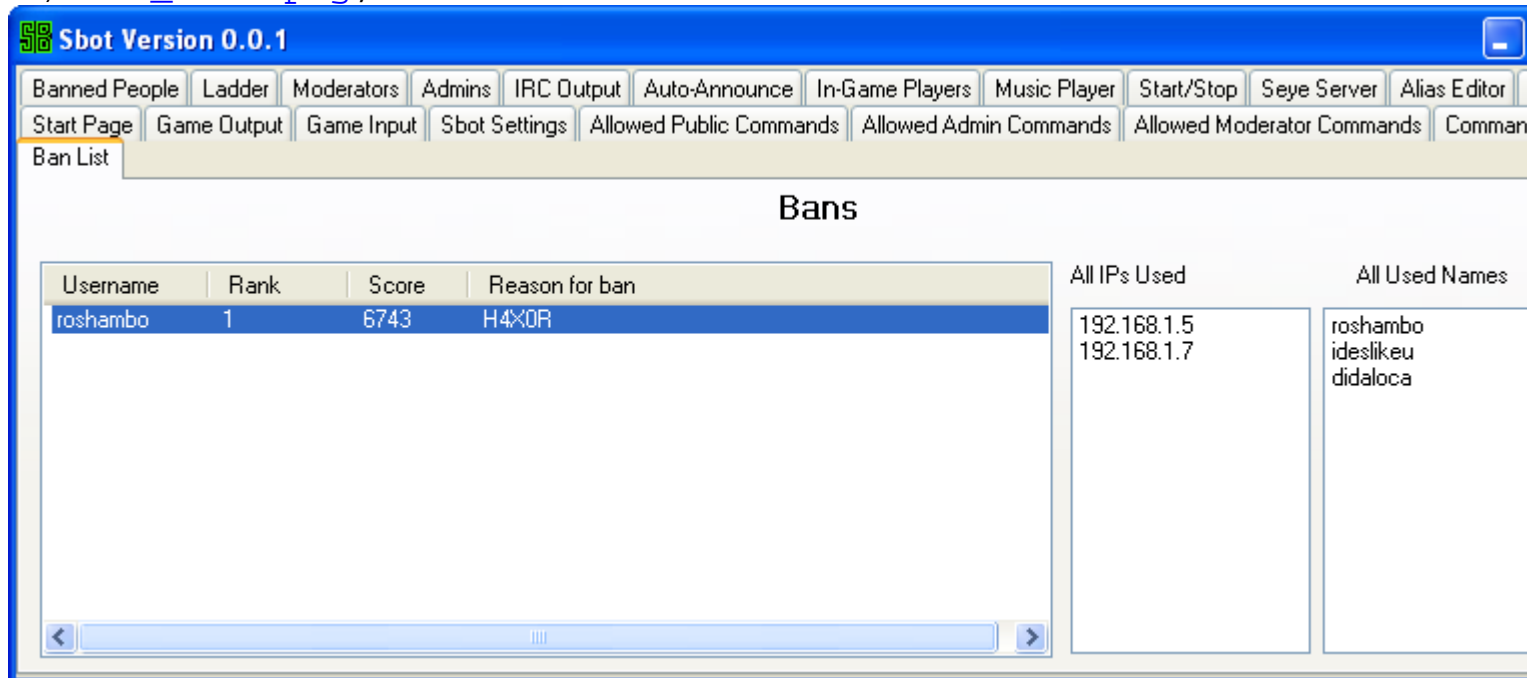 Sbot Version 0.0.1
Banned People Ladder Moderators Admins IRC Output Auto-Announce In-Game Players Music Player Start/Stop Seye Server Alias Editor
Start Page Game Output Game Input Sbot Settings Allowed Public Commands Allowed Admin Commands Allowed Moderator Commands Comman
Ban List
Bans
Username Rank Score Reason for ban
roshambo 1 6743 H4X0R
All IPs Used
192.168.1.5
192.168.1.7
All Used Names
roshambo
ideslikeu
didaloca